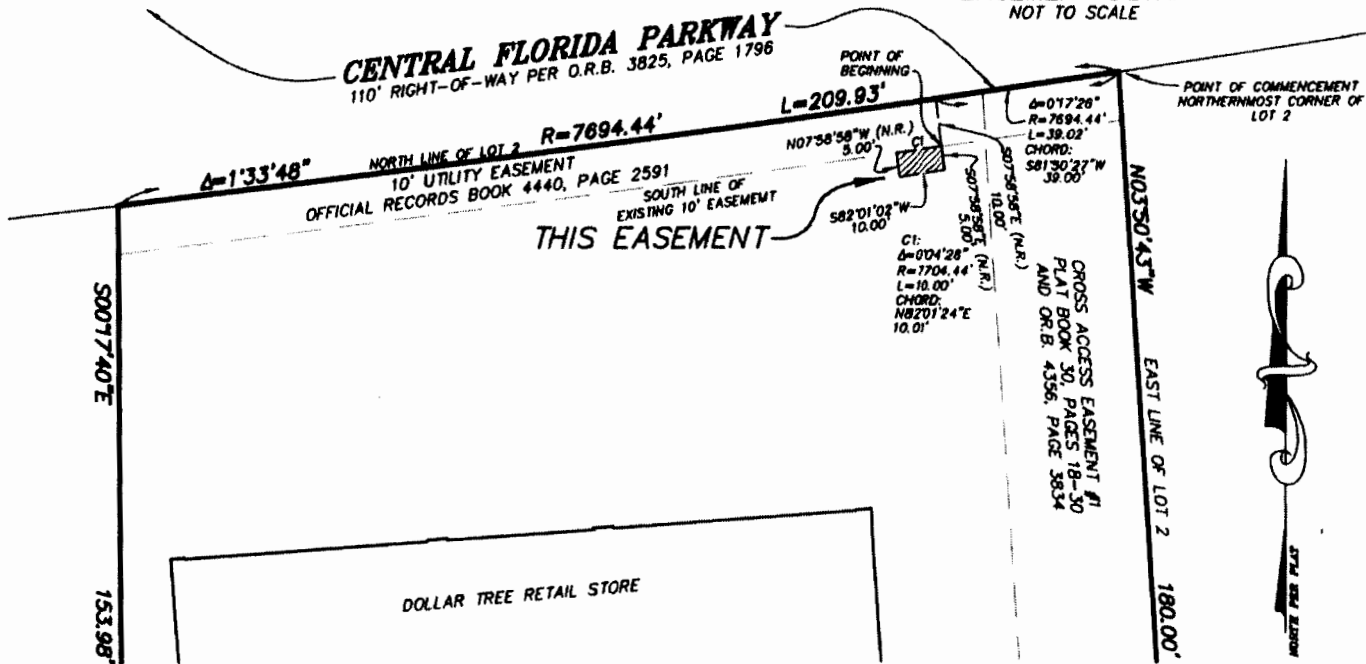 NOT TO SCALE
CENTRAL FLORIDA PARKWAY
110' RIGHT-OF-WAY PER O.R.B. 3825, PAGE 1796
POINT OF
BEGINNING
POINT OF COMMENCEMENT
NORTHERNMOST CORNER OF
LOT 2
Δ=1°33'48"
R=7694.44'
L=209.93'
NORTH LINE OF LOT 2
10' UTILITY EASEMENT
OFFICIAL RECORDS BOOK 4440, PAGE 2591
SOUTH LINE OF
EXISTING 10' EASEMEMT
N07°58'58"W (N.R.)
5.00'
C1
Δ=0°17'26"
R=7694.44'
L=39.02'
CHORD:
S81°30'27"W
39.00'
S07°58'58"E (N.R.)
10.00'
S07°58'58"E (N.R.)
5.00'
S82°01'02"W
10.00'
THIS EASEMENT
C1:
Δ=0°04'28"
R=7704.44'
L=10.00'
CHORD:
N82°01'24"E
10.01'
CROSS ACCESS EASEMENT #1
PLAT BOOK 30, PAGES 18-30
AND OR.B. 4356, PAGE 3834
N03°50'43"W
EAST LINE OF LOT 2
180.00'
S00°17'40"E
153.98'
DOLLAR TREE RETAIL STORE
NORTH PER PLAT